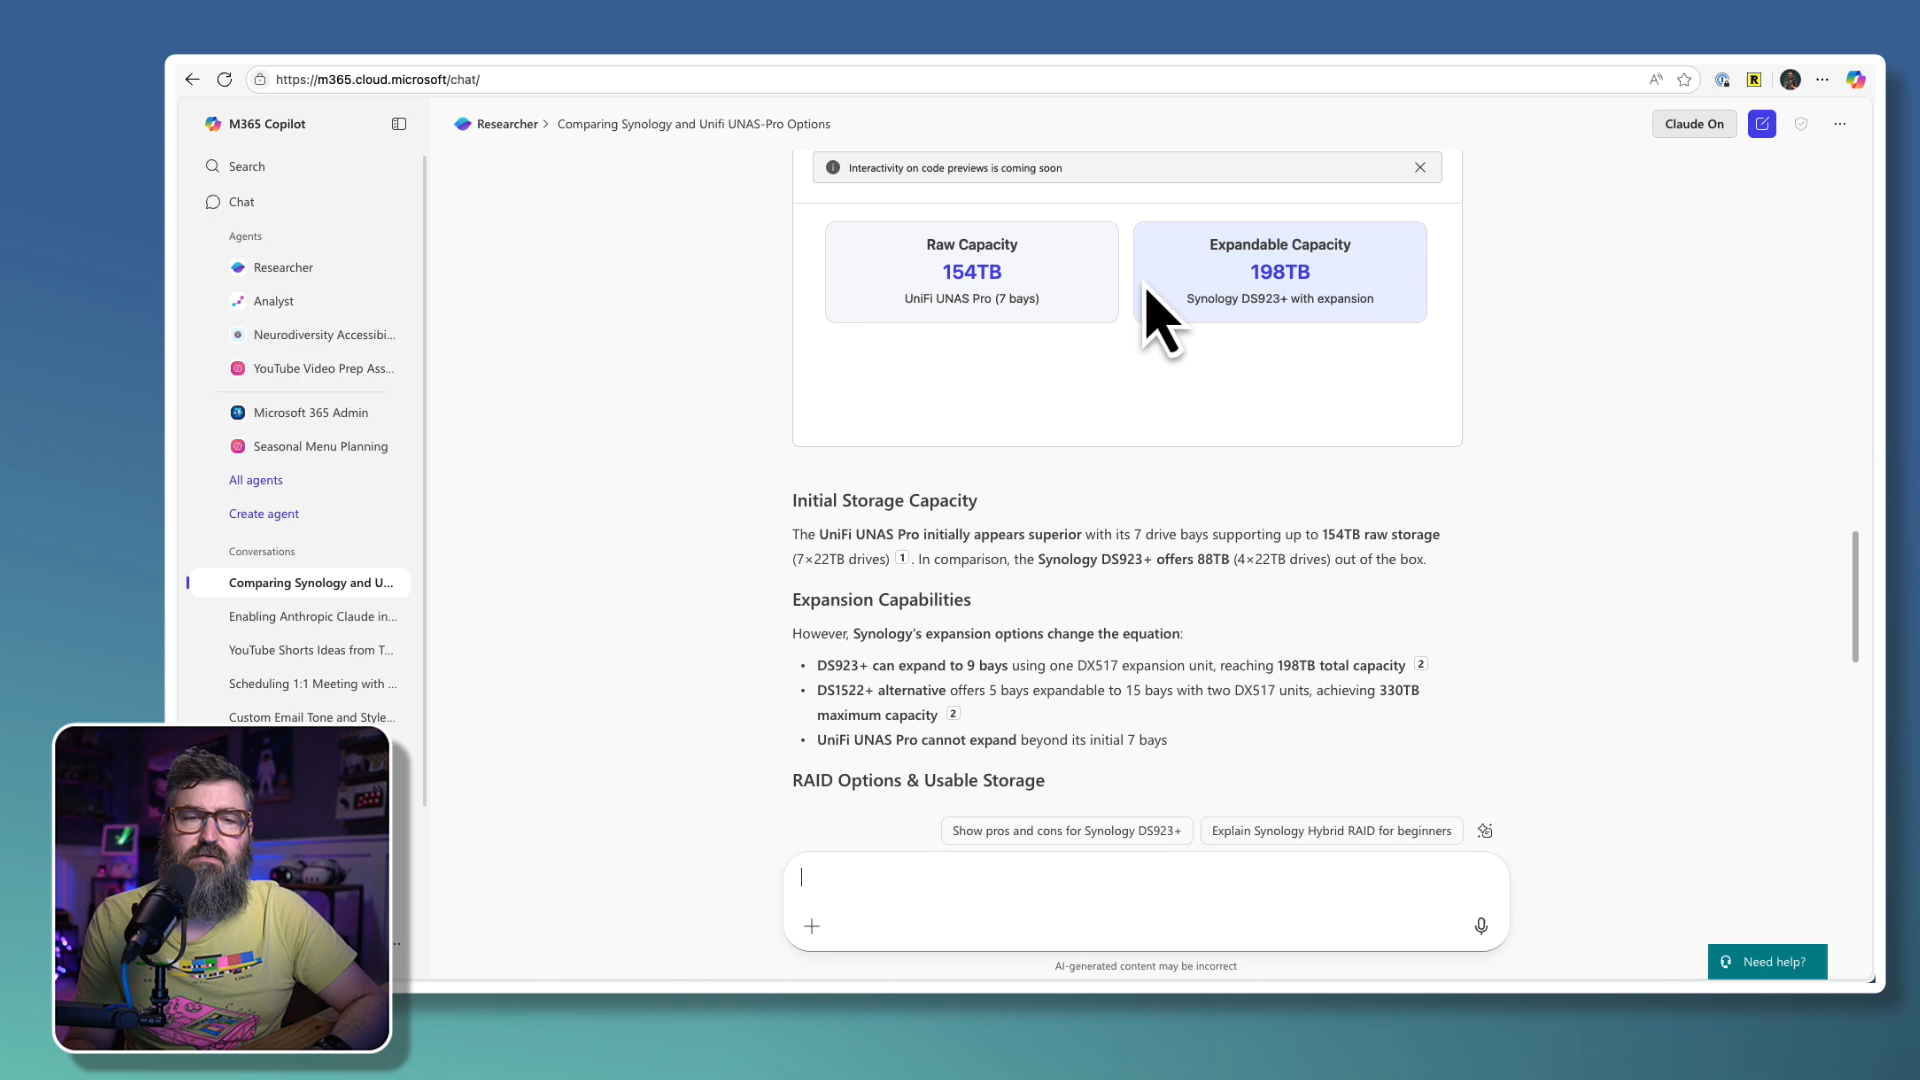 https://m365.cloud.microsoft/chat/
M365 Copilot
Search
Chat
Agents
Researcher
Analyst
Neurodiversity Accessibi...
YouTube Video Prep Ass...
Microsoft 365 Admin
Seasonal Menu Planning
All agents
Create agent
Conversations
Comparing Synology and U...
Enabling Anthropic Claude in...
YouTube Shorts Ideas from T...
Scheduling 1:1 Meeting with ...
Custom Email Tone and Style...
Researcher > Comparing Synology and Unifi UNAS-Pro Options
Claude On
Interactivity on code previews is coming soon
Raw Capacity
154TB
UniFi UNAS Pro (7 bays)
Expandable Capacity
198TB
Synology DS923+ with expansion
Initial Storage Capacity
The UniFi UNAS Pro initially appears superior with its 7 drive bays supporting up to 154TB raw storage
(7×22TB drives) 1 . In comparison, the Synology DS923+ offers 88TB (4×22TB drives) out of the box.
Expansion Capabilities
However, Synology's expansion options change the equation:
• DS923+ can expand to 9 bays using one DX517 expansion unit, reaching 198TB total capacity 2
• DS1522+ alternative offers 5 bays expandable to 15 bays with two DX517 units, achieving 330TB
maximum capacity 2
• UniFi UNAS Pro cannot expand beyond its initial 7 bays
RAID Options & Usable Storage
Show pros and cons for Synology DS923+
Explain Synology Hybrid RAID for beginners
AI-generated content may be incorrect
Need help?